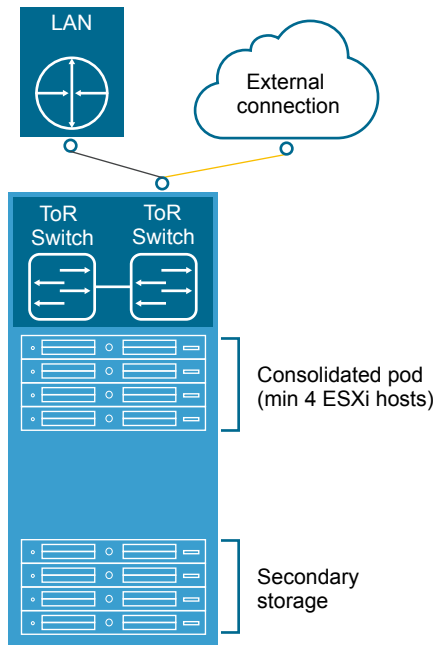 LAN
External
connection
ToR
Switch
ToR
Switch
Consolidated pod
(min 4 ESXi hosts)
Secondary
storage